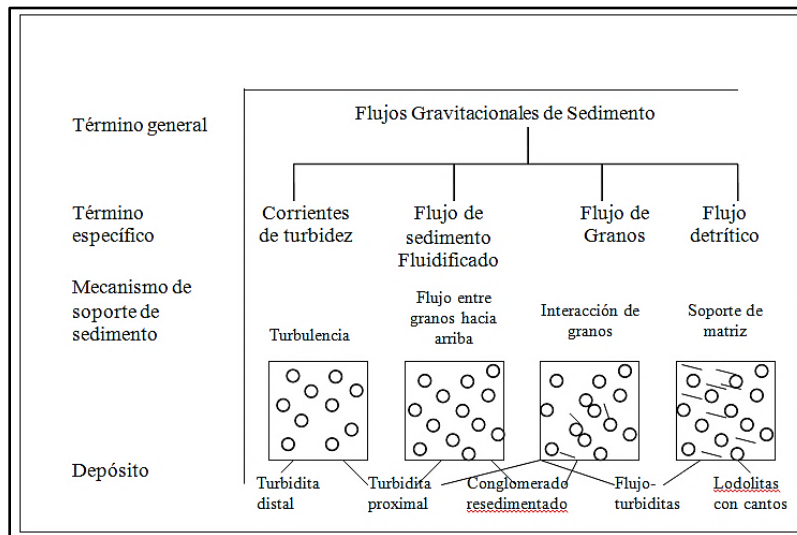 Término general
Flujos Gravitacionales de Sedimento
Término
específico
Corrientes
de turbidez
Flujo de
sedimento
Fluidificado
Flujo de
Granos
Flujo
detrítico
Mecanismo de
soporte de
sedimento
Turbulencia
Flujo entre
granos hacia
arriba
Interacción de
granos
Soporte de
matriz
Depósito
Turbidita
distal
Turbidita
proximal
Conglomerado
resedimentado
Flujo-
turbiditas
Lodolitas
con cantos